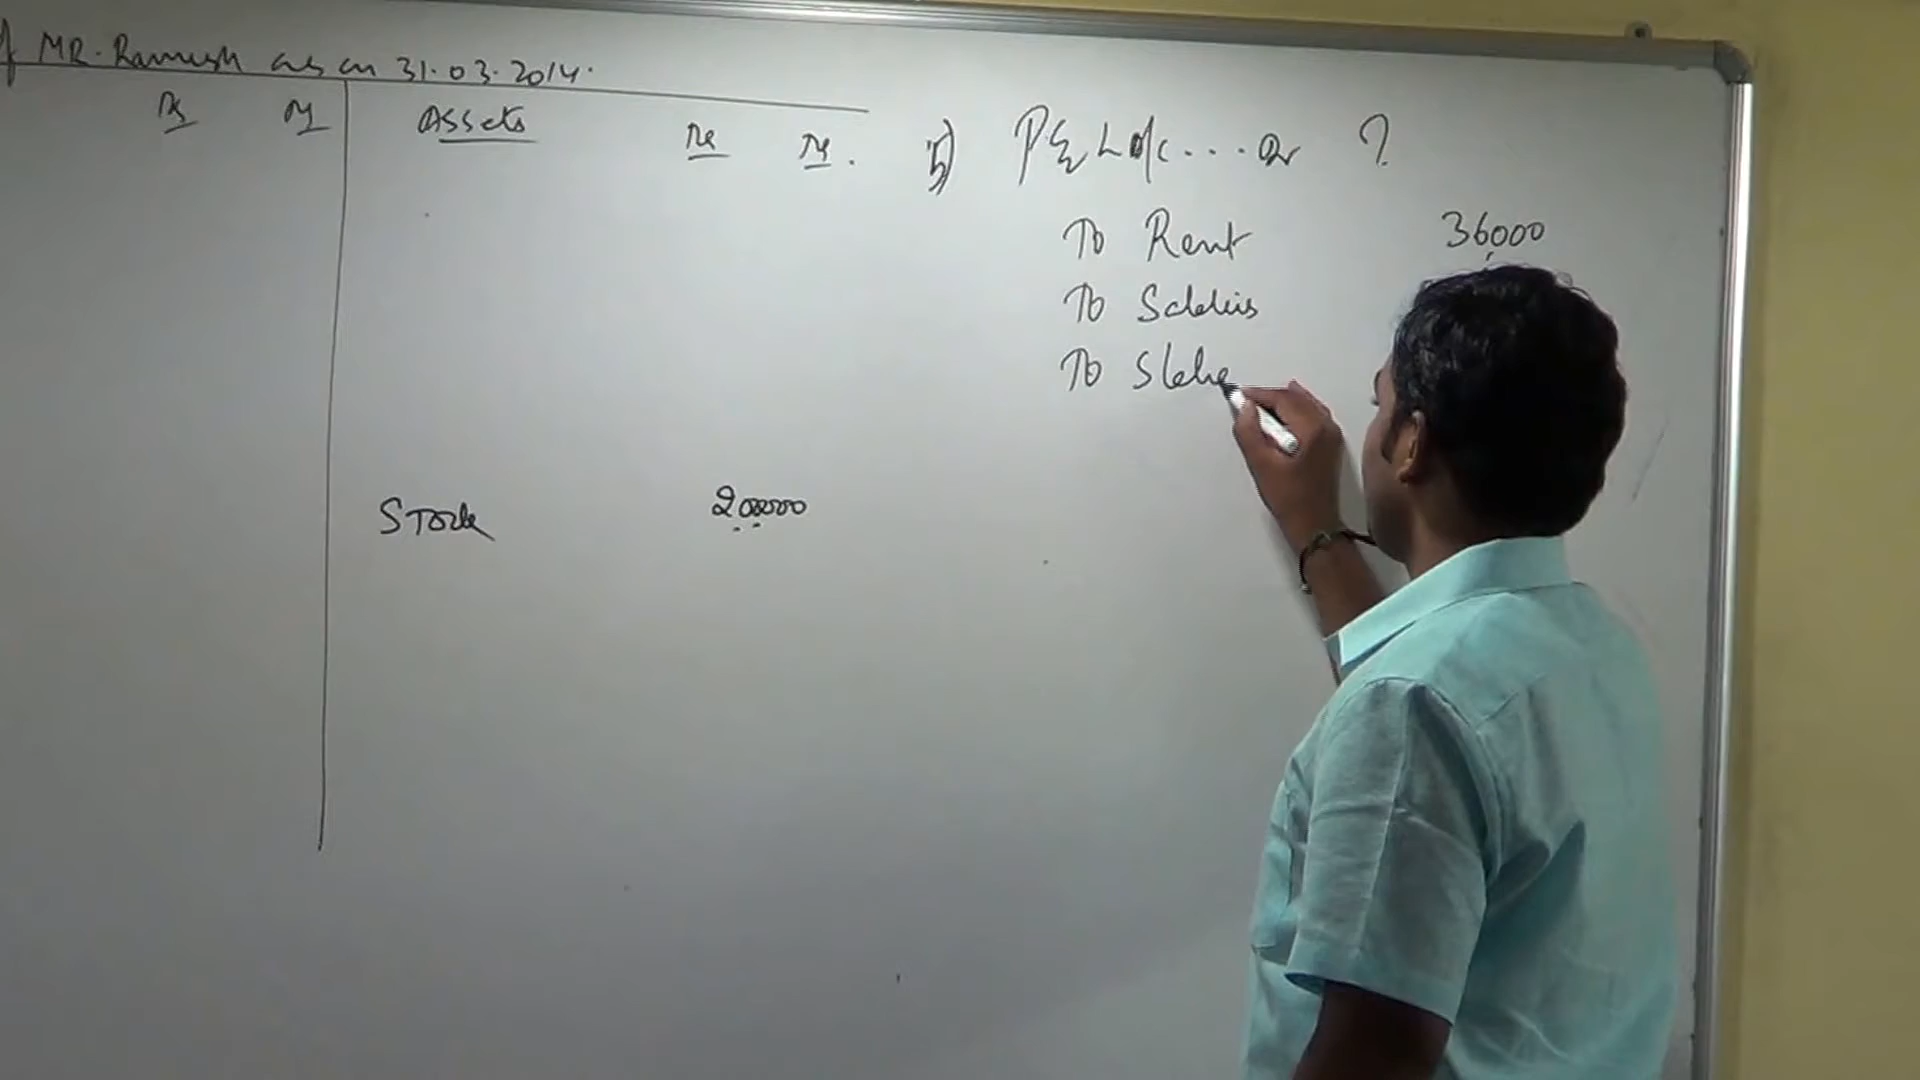 f MR. Ramesh as on 31.03.2014.
Rs Rs Assets Rs Rs.
5) P & L a/c ... Dr ?
To Rent 36000
To Salaries
To
Stock 200000